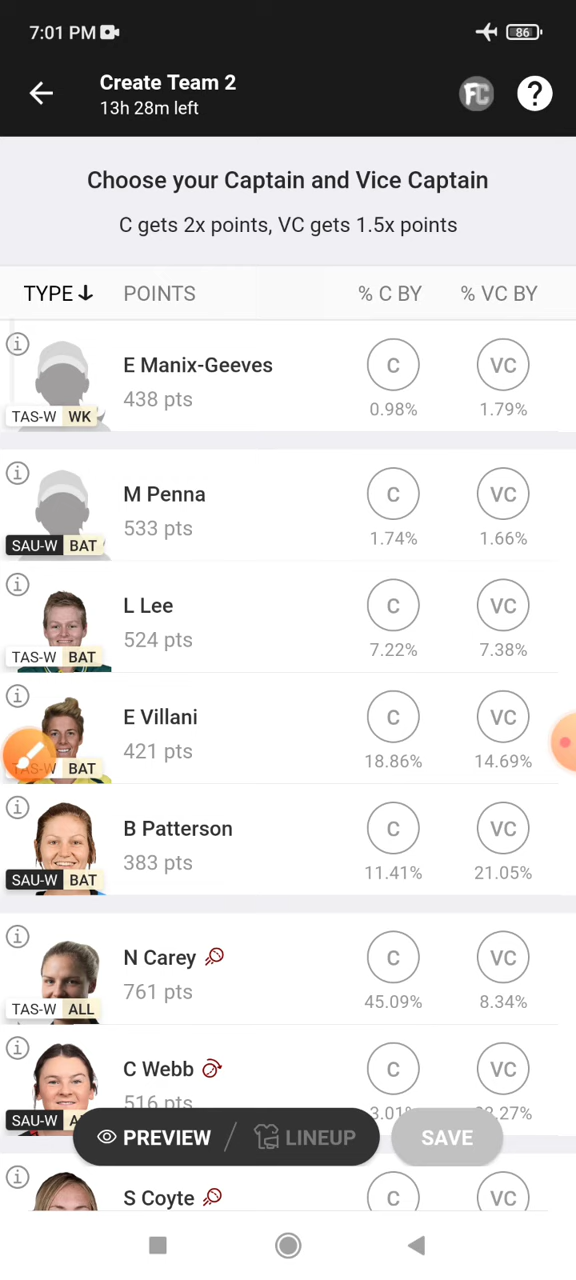 7:01 PM
86
Create Team 2
13h 28m left
FC
?
Choose your Captain and Vice Captain
C gets 2x points, VC gets 1.5x points
TYPE POINTS % C BY % VC BY
E Manix-Geeves
438 pts
C VC
0.98% 1.79%
TAS-W WK
M Penna
533 pts
C VC
1.74% 1.66%
SAU-W BAT
L Lee
524 pts
C VC
7.22% 7.38%
TAS-W BAT
E Villani
421 pts
C VC
18.86% 14.69%
TAS-W BAT
B Patterson
383 pts
C VC
11.41% 21.05%
SAU-W BAT
N Carey
761 pts
C VC
45.09% 8.34%
TAS-W ALL
C Webb
516 pts
C VC
3.01%
SAU-W
PREVIEW / LINEUP SAVE
S Coyte
C VC